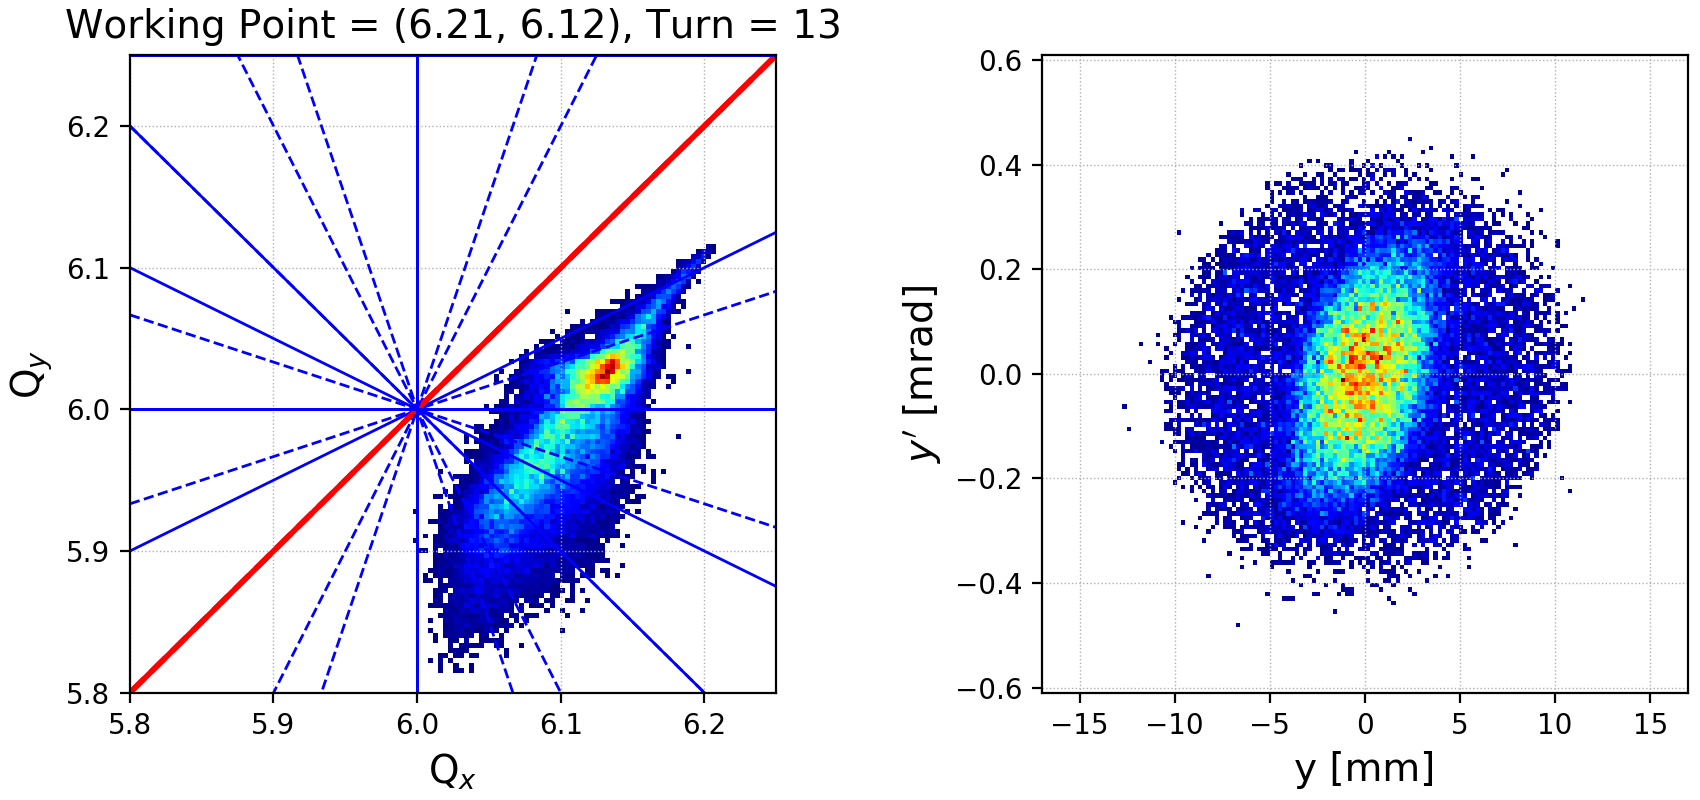 Working Point = (6.21, 6.12), Turn = 13
6.2
6.1
6.0
5.9
5.8
Q_y
5.8 5.9 6.0 6.1 6.2
Q_x
0.6
0.4
0.2
0.0
−0.2
−0.4
−0.6
y′ [mrad]
−15 −10 −5 0 5 10 15
y [mm]